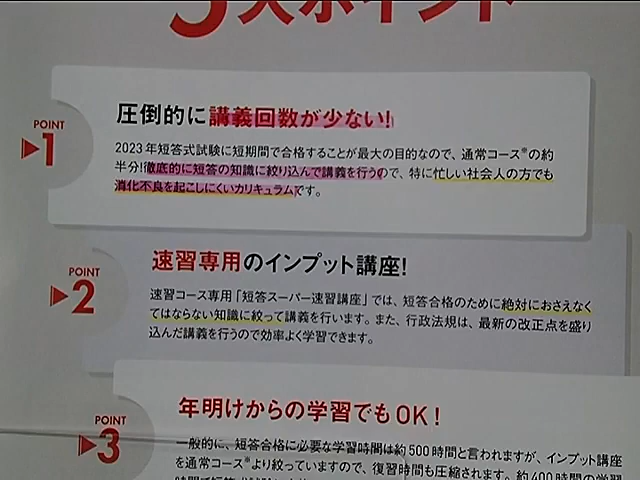 大ポイント
POINT
1
圧倒的に講義回数が少ない!
2023年短答式試験に短期間で合格することが最大の目的なので、通常コース※の約
半分!徹底的に短答の知識に絞り込んで講義を行うので、特に忙しい社会人の方でも
消化不良を起こしにくいカリキュラムです。
POINT
2
速習専用のインプット講座!
速習コース専用「短答スーパー速習講座」では、短答合格のために絶対におさえなく
てはならない知識に絞って講義を行います。また、行政法規は、最新の改正点を盛り
込んだ講義を行うので効率よく学習できます。
POINT
3
年明けからの学習でもOK!
一般的に、短答合格に必要な学習時間は約500時間と言われますが、インプット講座
を通常コース※より絞っていますので、復習時間も圧縮されます。約400時間の学習